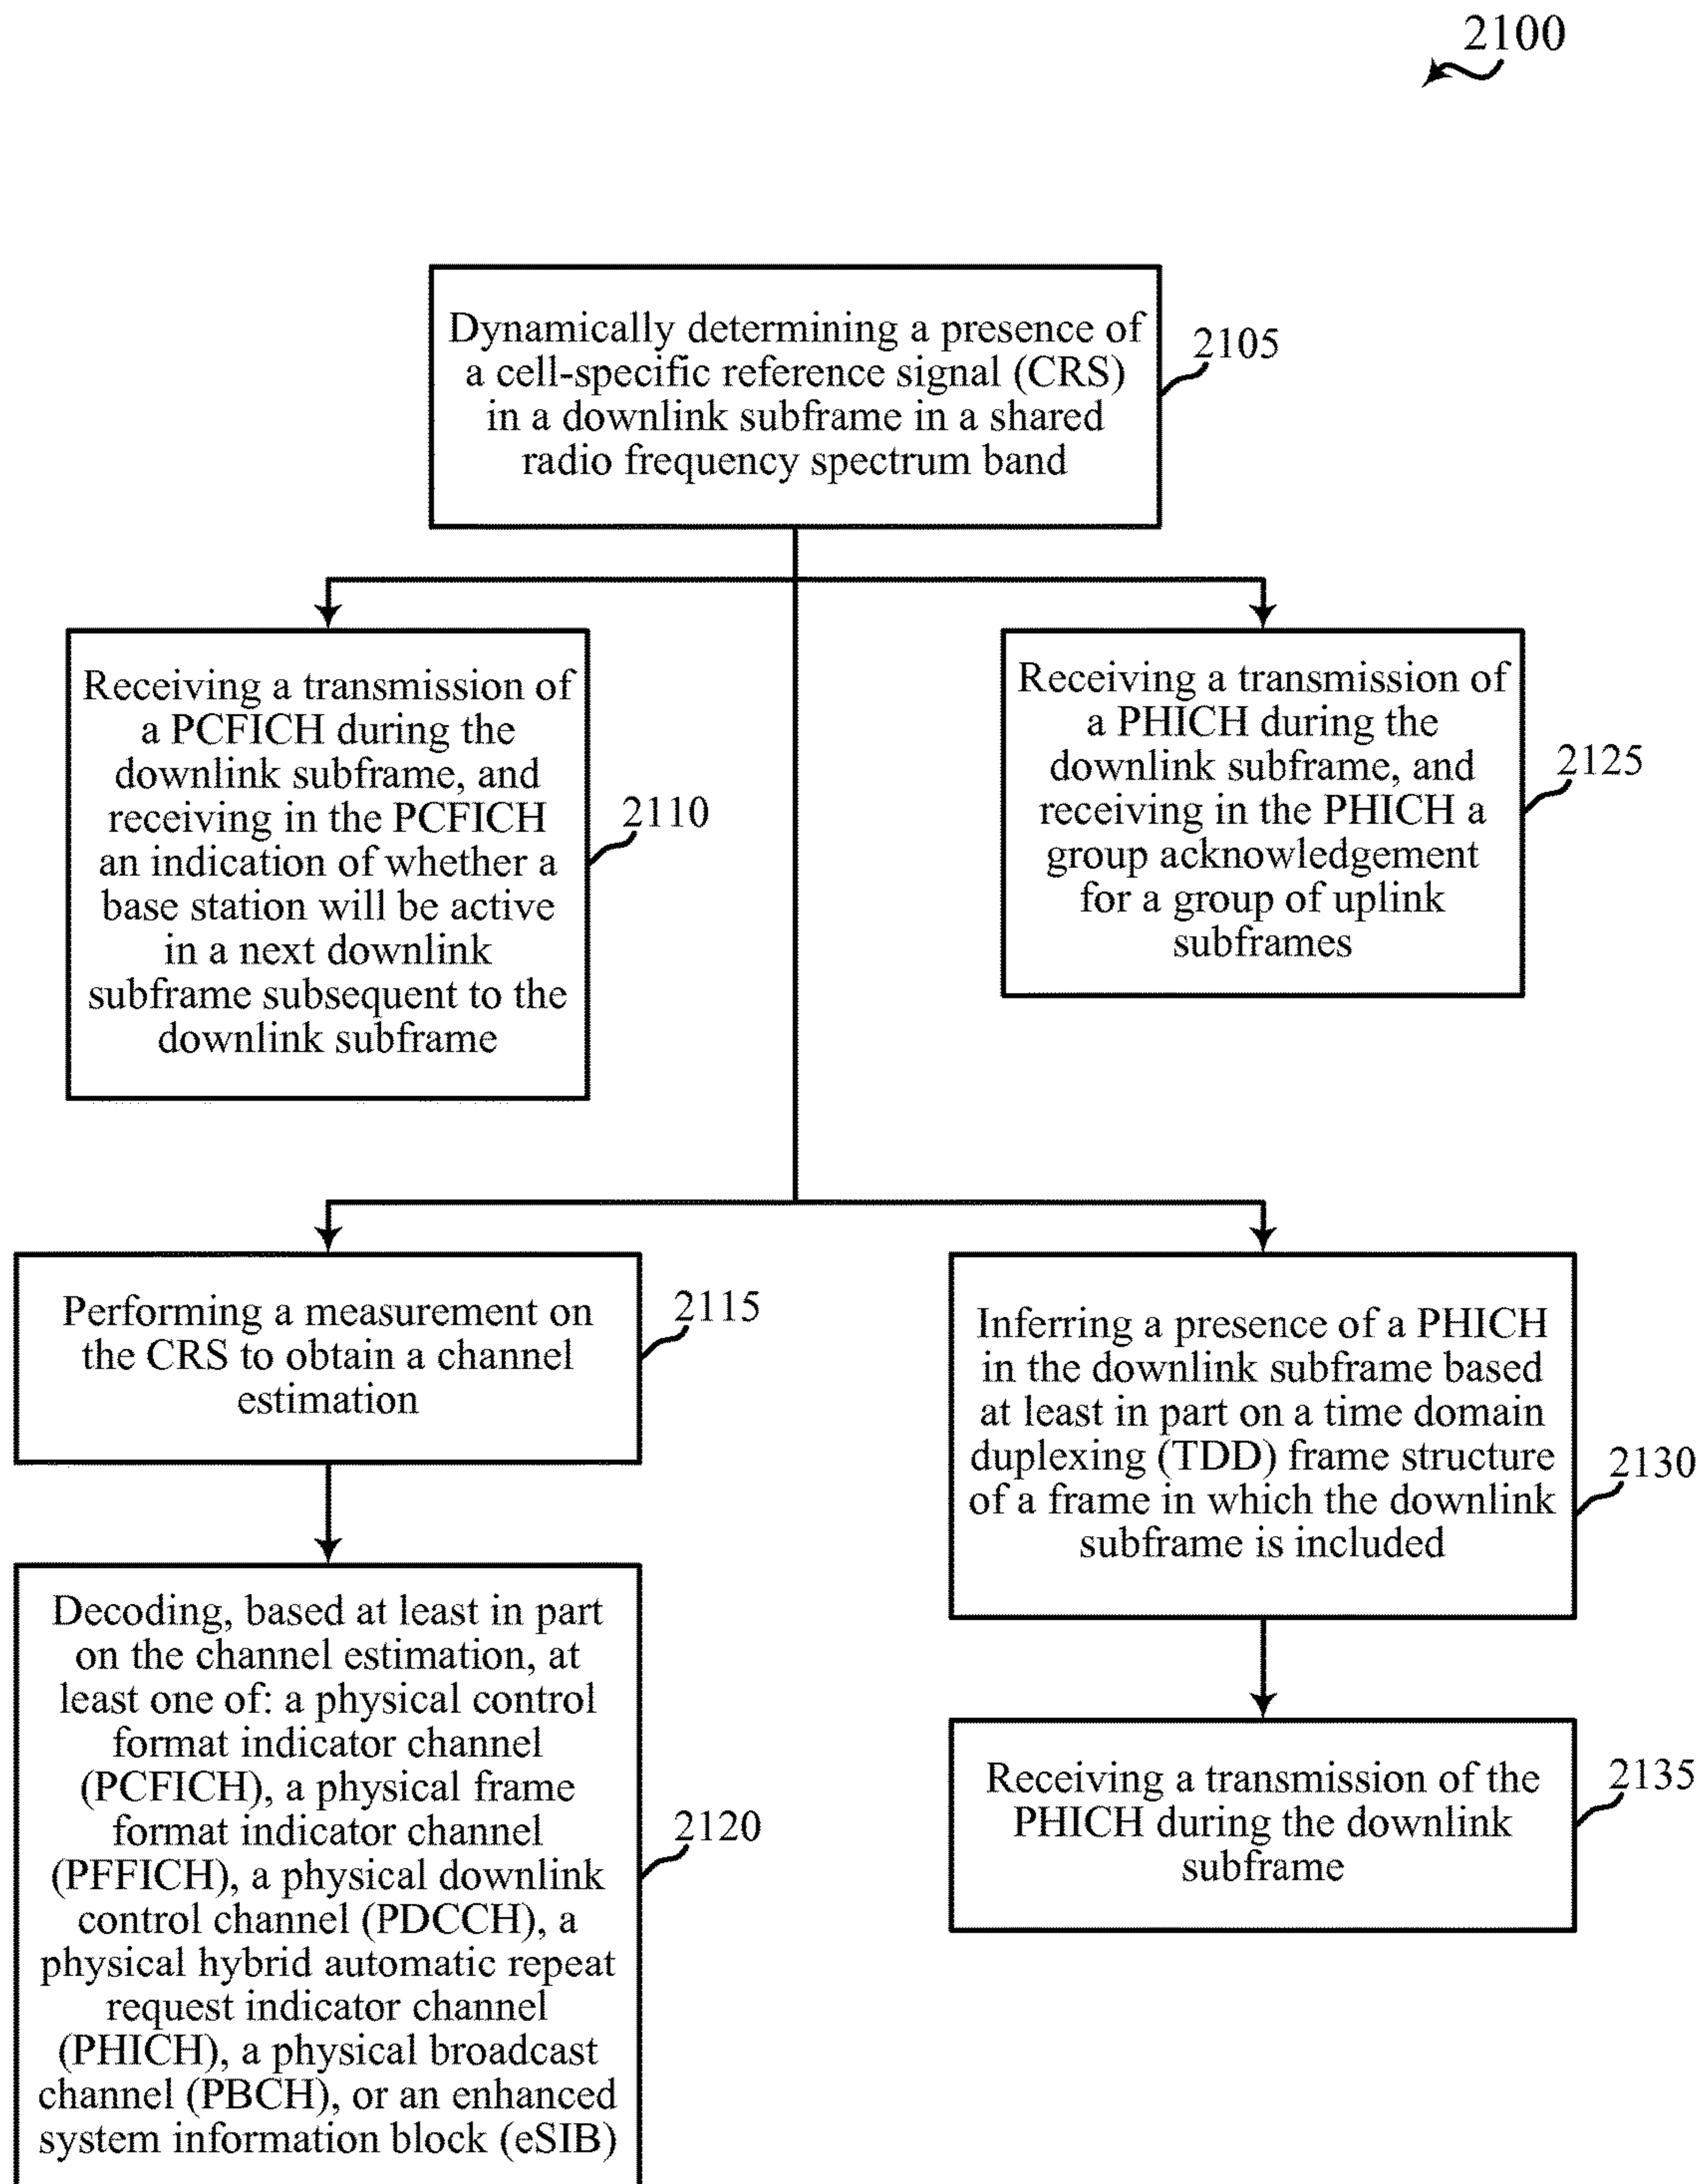 2100
Dynamically determining a presence of
a cell-specific reference signal (CRS)
in a downlink subframe in a shared
radio frequency spectrum band
2105
Receiving a transmission of
a PCFICH during the
downlink subframe, and
receiving in the PCFICH
an indication of whether a
base station will be active
in a next downlink
subframe subsequent to the
downlink subframe
2110
Receiving a transmission of
a PHICH during the
downlink subframe, and
receiving in the PHICH a
group acknowledgement
for a group of uplink
subframes
2125
Performing a measurement on
the CRS to obtain a channel
estimation
2115
Inferring a presence of a PHICH
in the downlink subframe based
at least in part on a time domain
duplexing (TDD) frame structure
of a frame in which the downlink
subframe is included
2130
Decoding, based at least in part
on the channel estimation, at
least one of: a physical control
format indicator channel
(PCFICH), a physical frame
format indicator channel
(PFFICH), a physical downlink
control channel (PDCCH), a
physical hybrid automatic repeat
request indicator channel
(PHICH), a physical broadcast
channel (PBCH), or an enhanced
system information block (eSIB)
2120
Receiving a transmission of the
PHICH during the downlink
subframe
2135